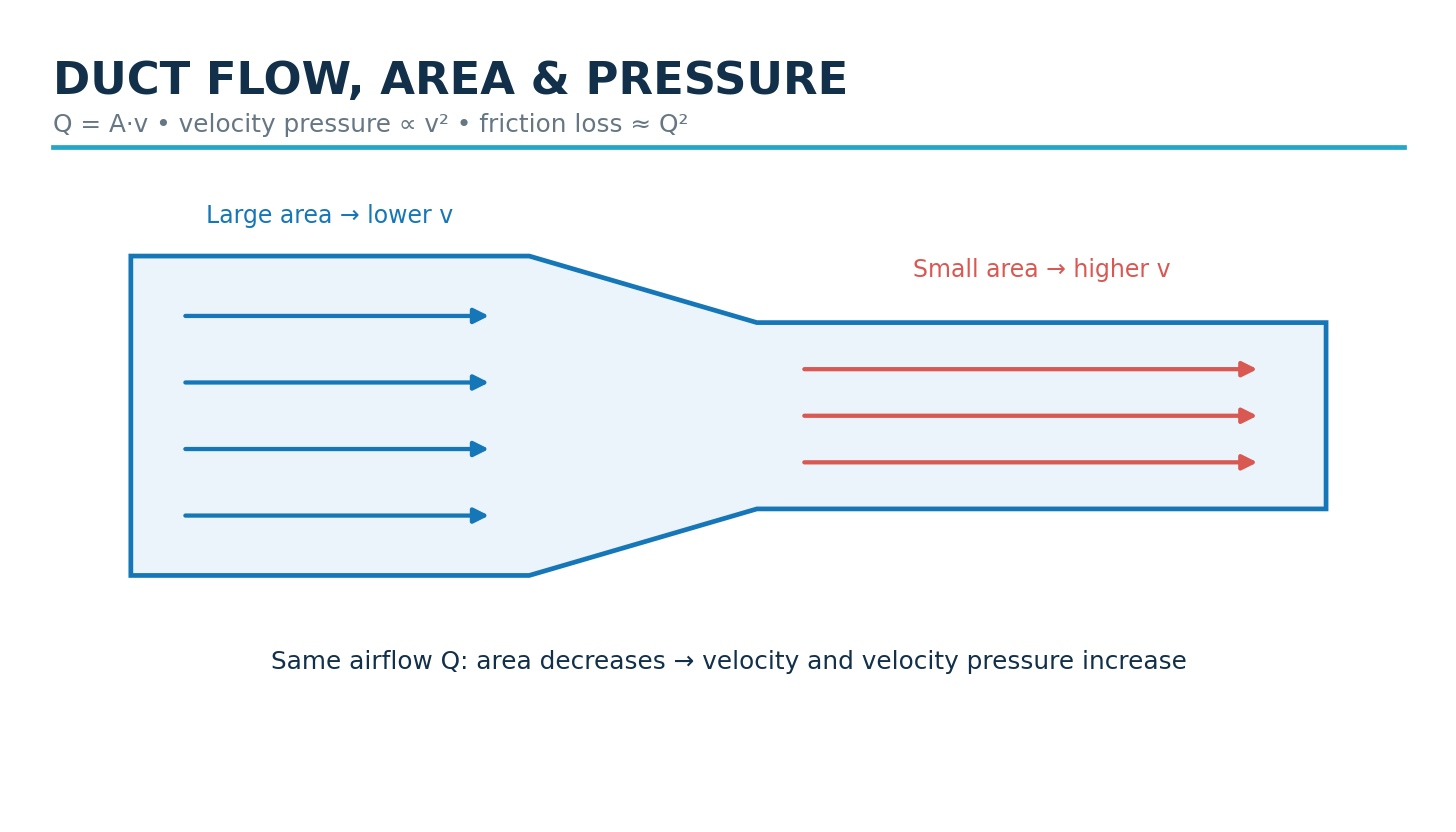 DUCT FLOW, AREA & PRESSURE
Q = A·v • velocity pressure ∝ v² • friction loss ≈ Q²
Large area → lower v
Small area → higher v
Same airflow Q: area decreases → velocity and velocity pressure increase